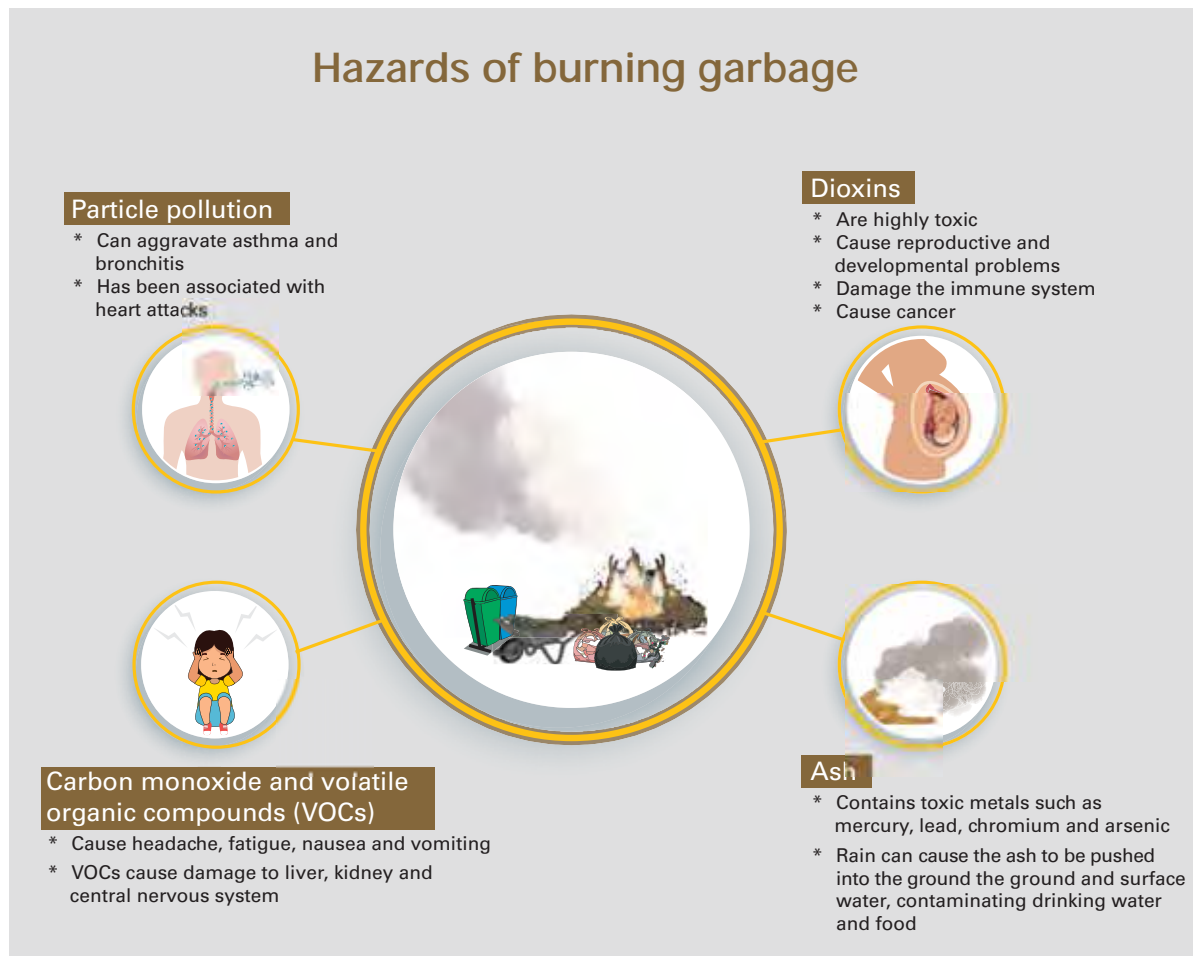 Hazards of burning garbage
Particle pollution
* Can aggravate asthma and
bronchitis
* Has been associated with
heart attacks
Dioxins
* Are highly toxic
* Cause reproductive and
developmental problems
* Damage the immune system
* Cause cancer
Carbon monoxide and volatile
organic compounds (VOCs)
* Cause headache, fatigue, nausea and vomiting
* VOCs cause damage to liver, kidney and
central nervous system
Ash
* Contains toxic metals such as
mercury, lead, chromium and arsenic
* Rain can cause the ash to be pushed
into the ground the ground and surface
water, contaminating drinking water
and food